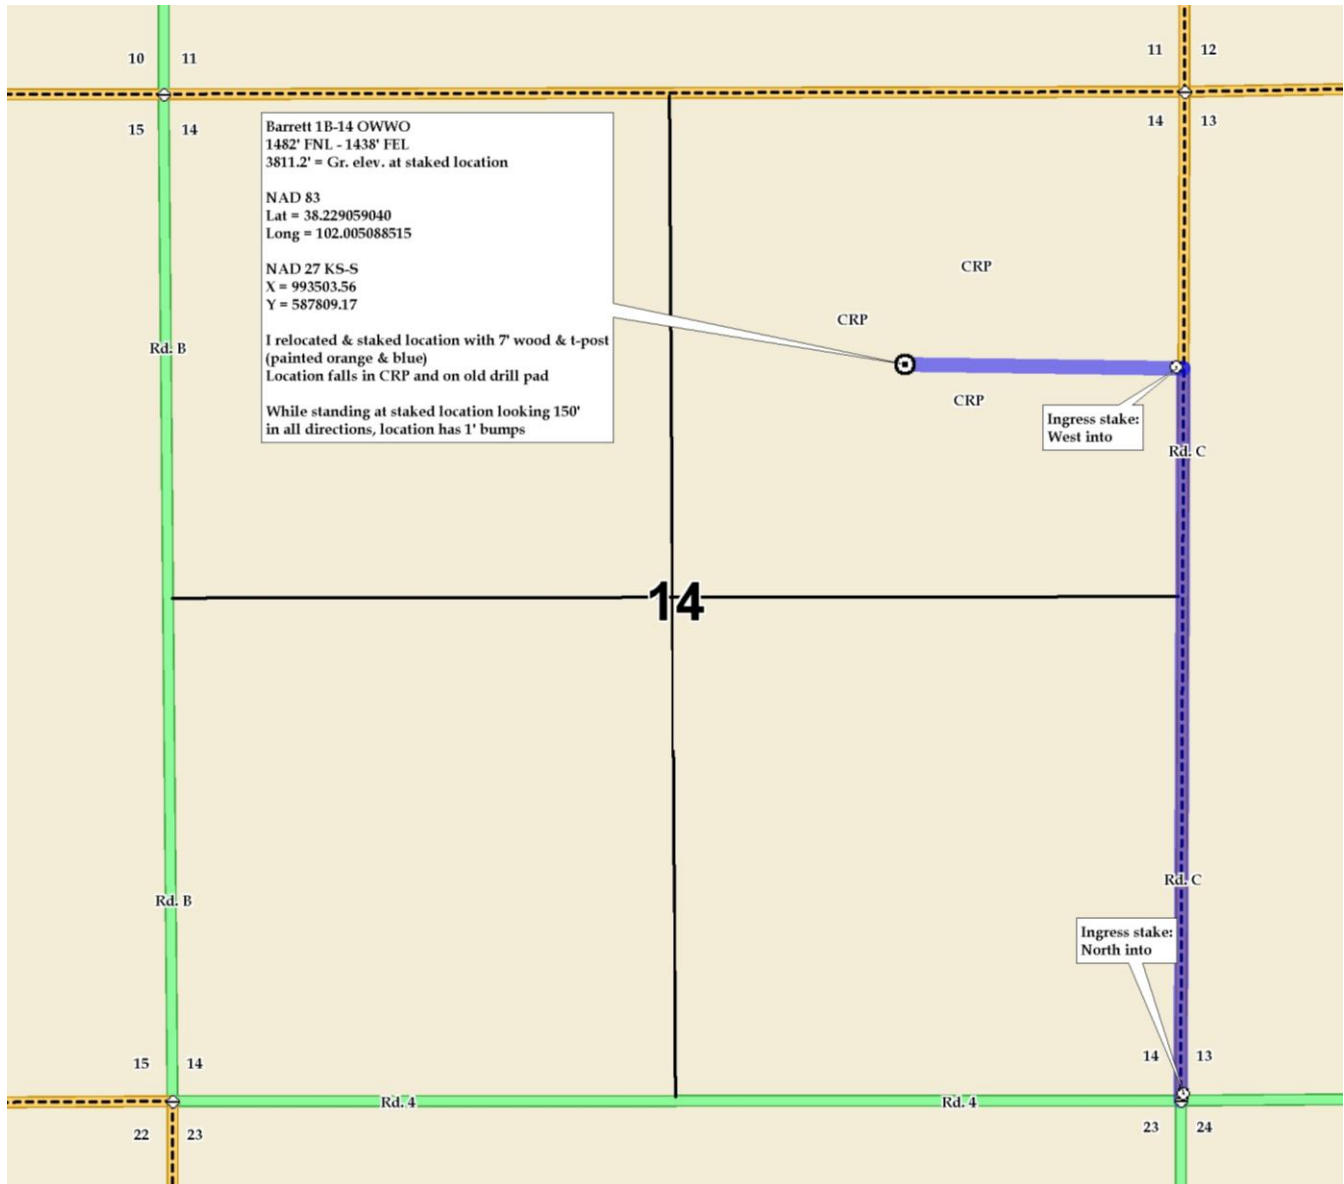 10 11
11 12
15 14
14 13
Barrett 1B-14 OWWO
1482' FNL - 1438' FEL
3811.2' = Gr. elev. at staked location
NAD 83
Lat = 38.229059040
Long = 102.005088515
NAD 27 KS-S
X = 993503.56
Y = 587809.17
I relocated & staked location with 7' wood & t-post
(painted orange & blue)
Location falls in CRP and on old drill pad
While standing at staked location looking 150'
in all directions, location has 1' bumps
CRP
CRP
Rd. B
CRP
Ingress stake:
West into
Rd. C
14
Rd. C
Rd. B
Ingress stake:
North into
15 14
14 13
Rd. 4
Rd. 4
22 23
23 24